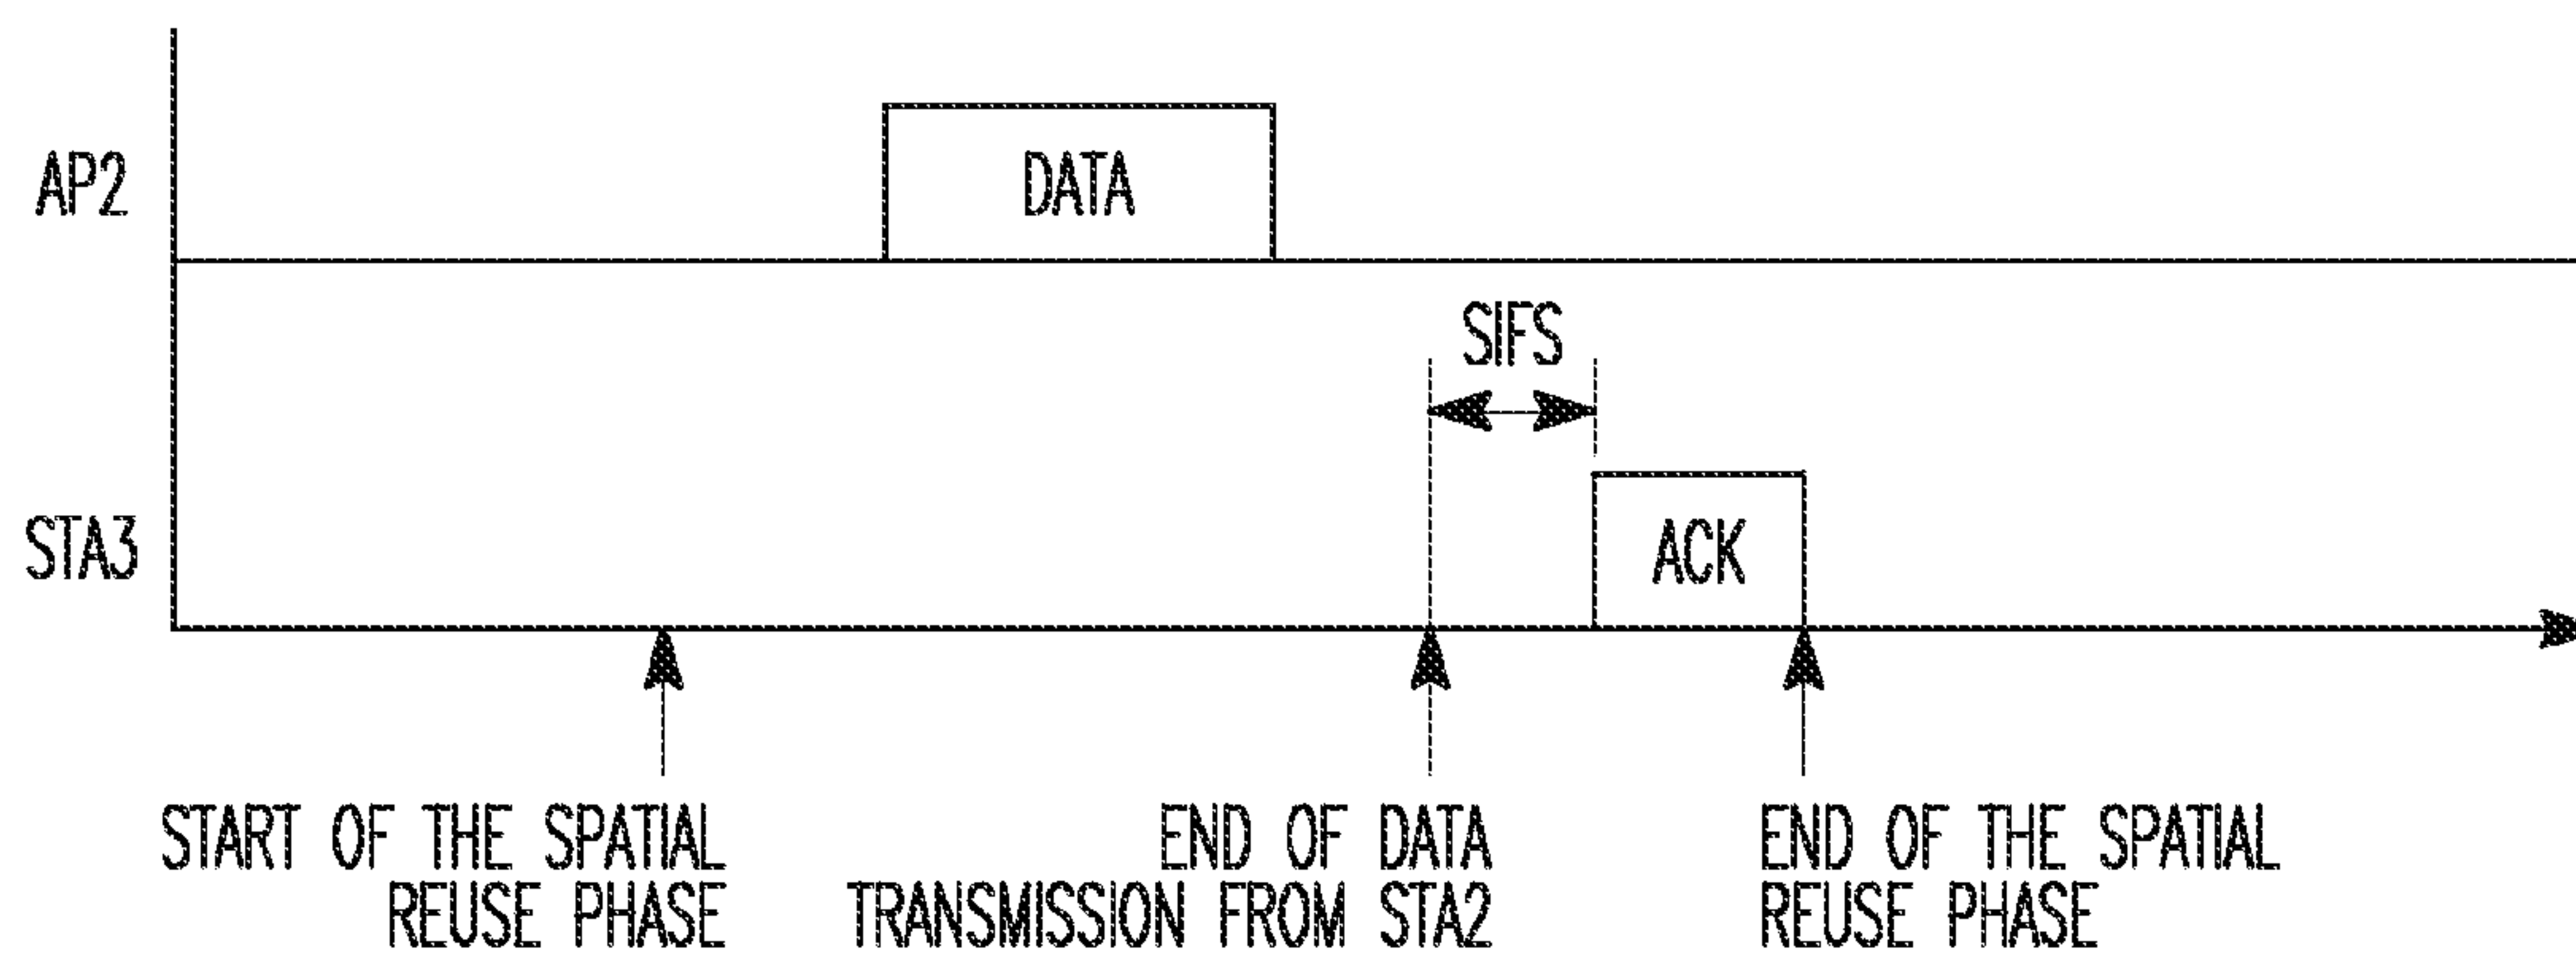 AP2
DATA
SIFS
STA3
ACK
START OF THE SPATIAL
REUSE PHASE
END OF DATA
TRANSMISSION FROM STA2
END OF THE SPATIAL
REUSE PHASE